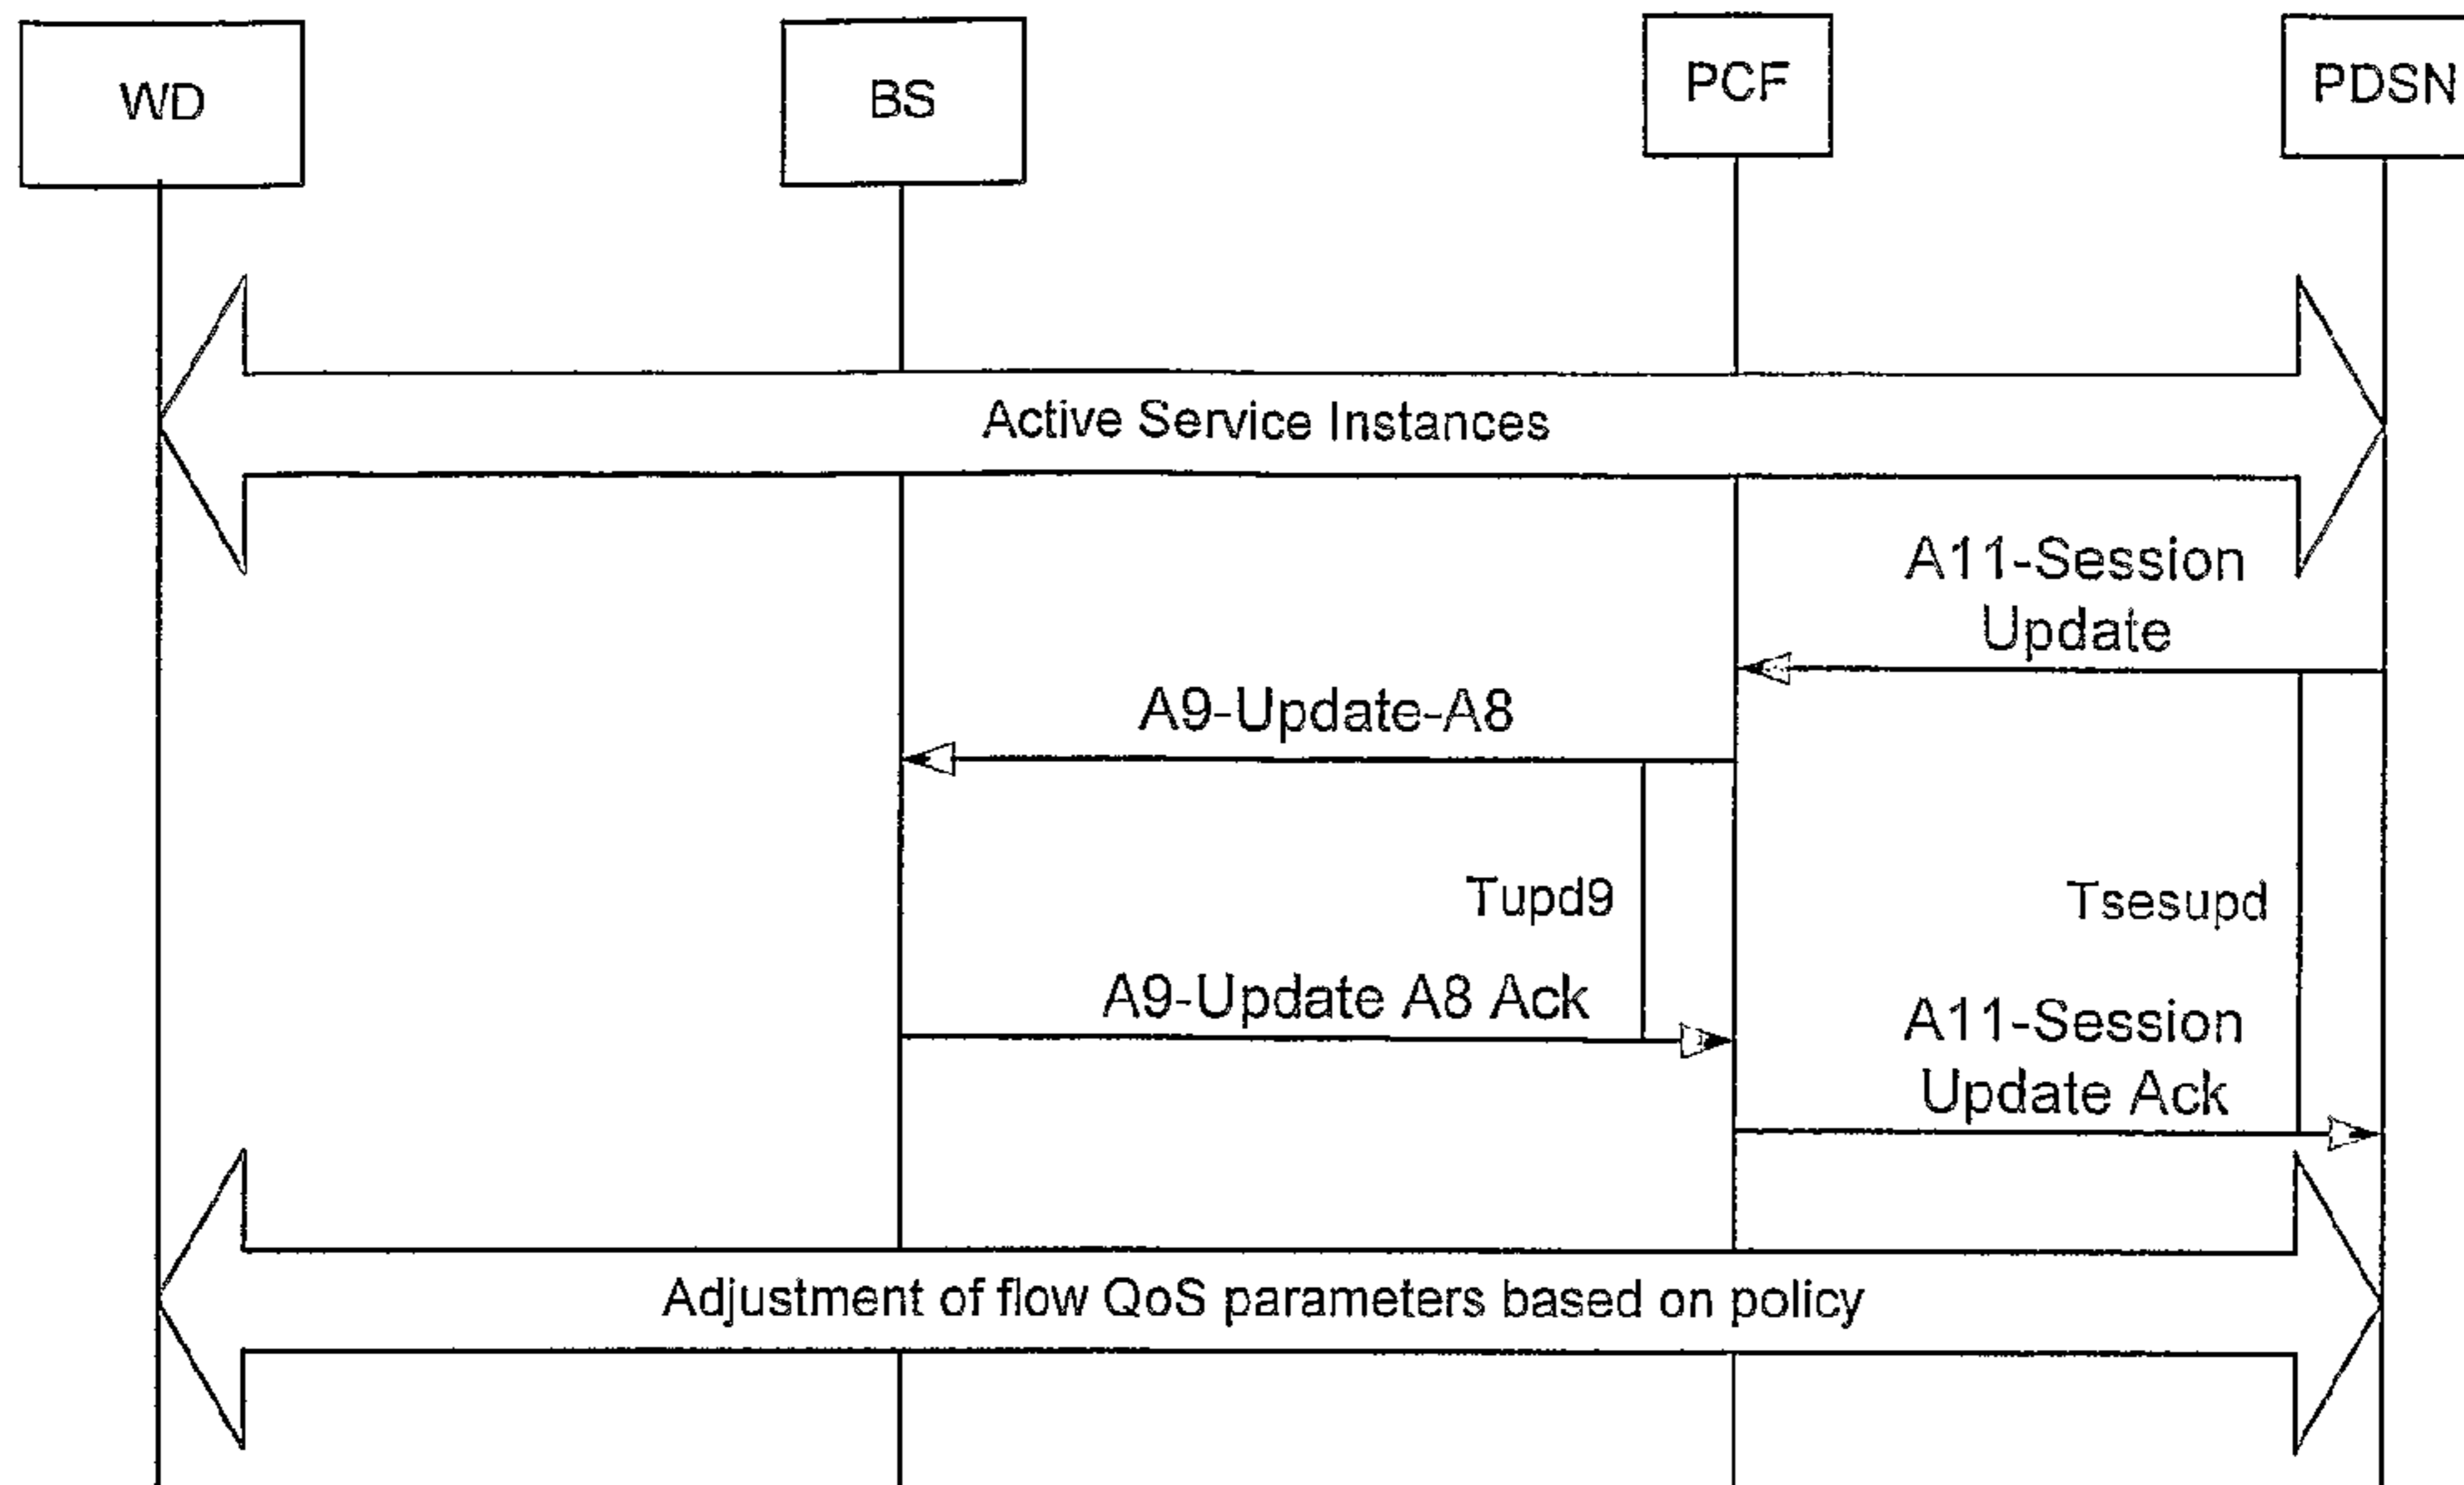 WD
BS
PCF
PDSN
Active Service Instances
A11-Session
Update
A9-Update-A8
Tupd9
Tsesupd
A9-Update A8 Ack
A11-Session
Update Ack
Adjustment of flow QoS parameters based on policy